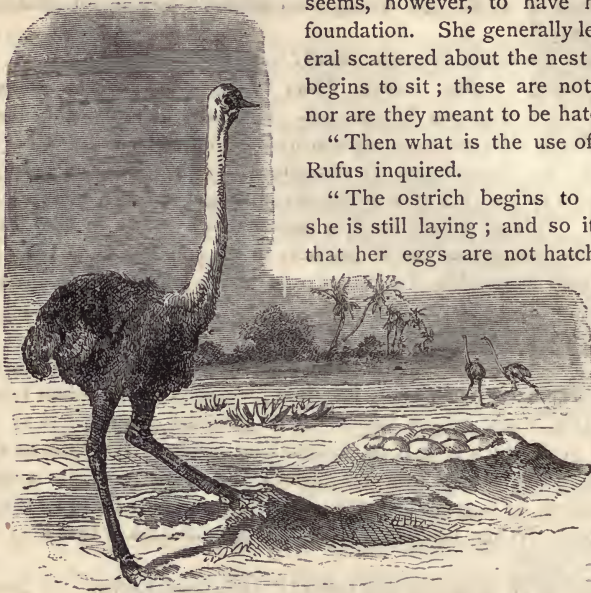 seems, however, to have
foundation. She generally le
eral scattered about the nest
begins to sit ; these are not
nor are they meant to be hat
“ Then what is the use of
Rufus inquired.
“ The ostrich begins to
she is still laying ; and so it
that her eggs are not hatch